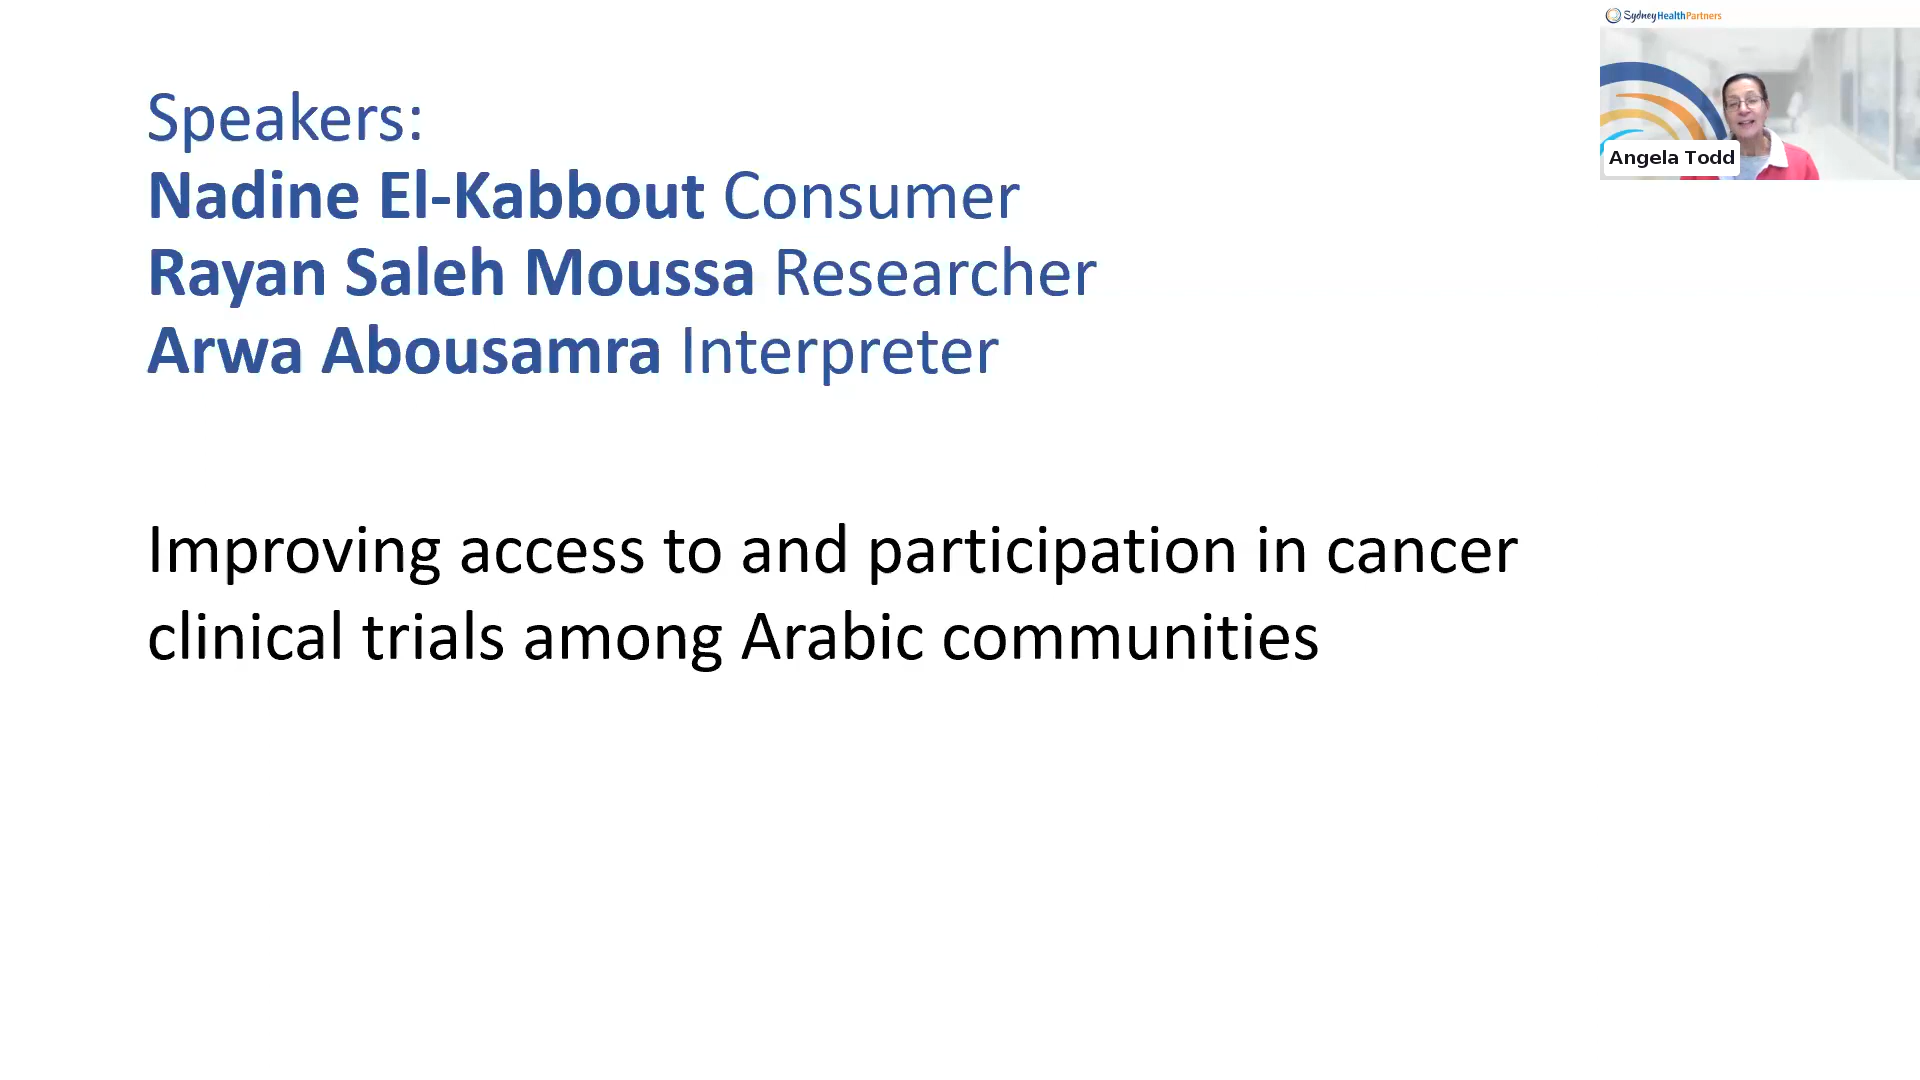 Sydney Health Partners
Speakers:
Nadine El-Kabbout Consumer
Rayan Saleh Moussa Researcher
Arwa Abousamra Interpreter
Angela Todd
Improving access to and participation in cancer
clinical trials among Arabic communities